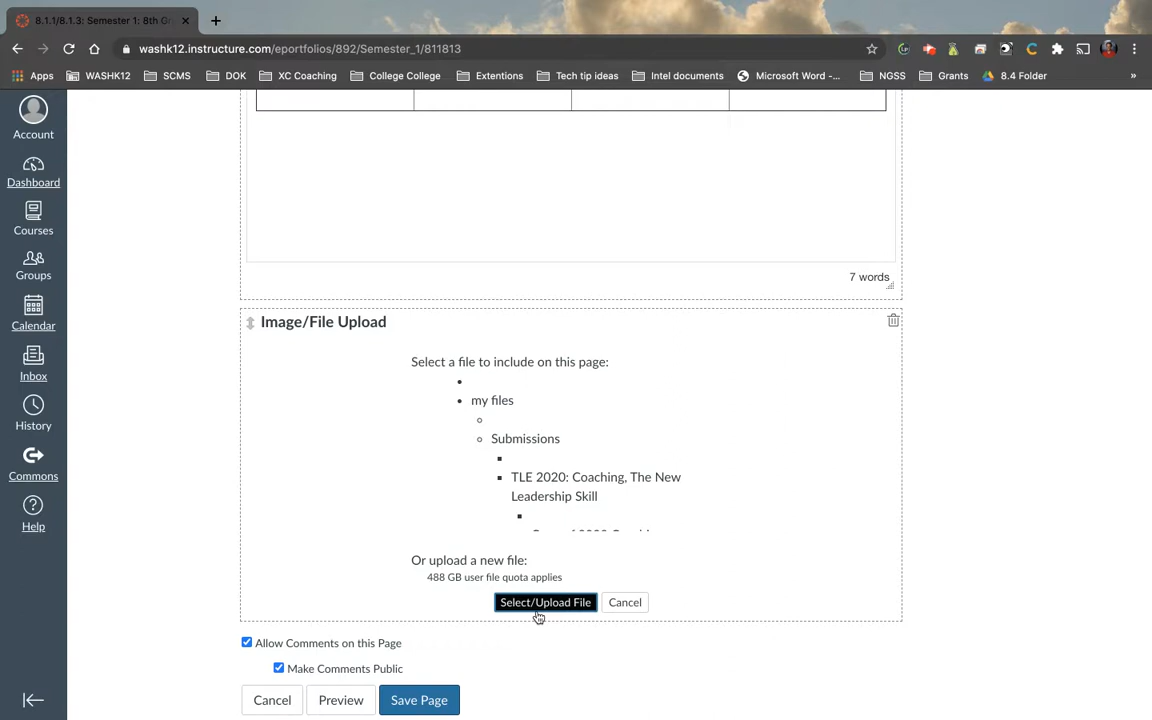 8.1.1/8.1.3: Semester 1: 8th Gr
washk12.instructure.com/eportfolios/892/Semester_1/811813
Apps WASHK12 SCMS DOK XC Coaching College College Extentions Tech tip ideas Intel documents Microsoft Word -... NGSS Grants 8.4 Folder »
Account
Dashboard
Courses
Groups
Calendar
Inbox
History
Commons
Help
7 words
Image/File Upload
Select a file to include on this page:
my files
Submissions
TLE 2020: Coaching, The New
Leadership Skill
Or upload a new file:
488 GB user file quota applies
Select/Upload File Cancel
Allow Comments on this Page
Make Comments Public
Cancel Preview Save Page